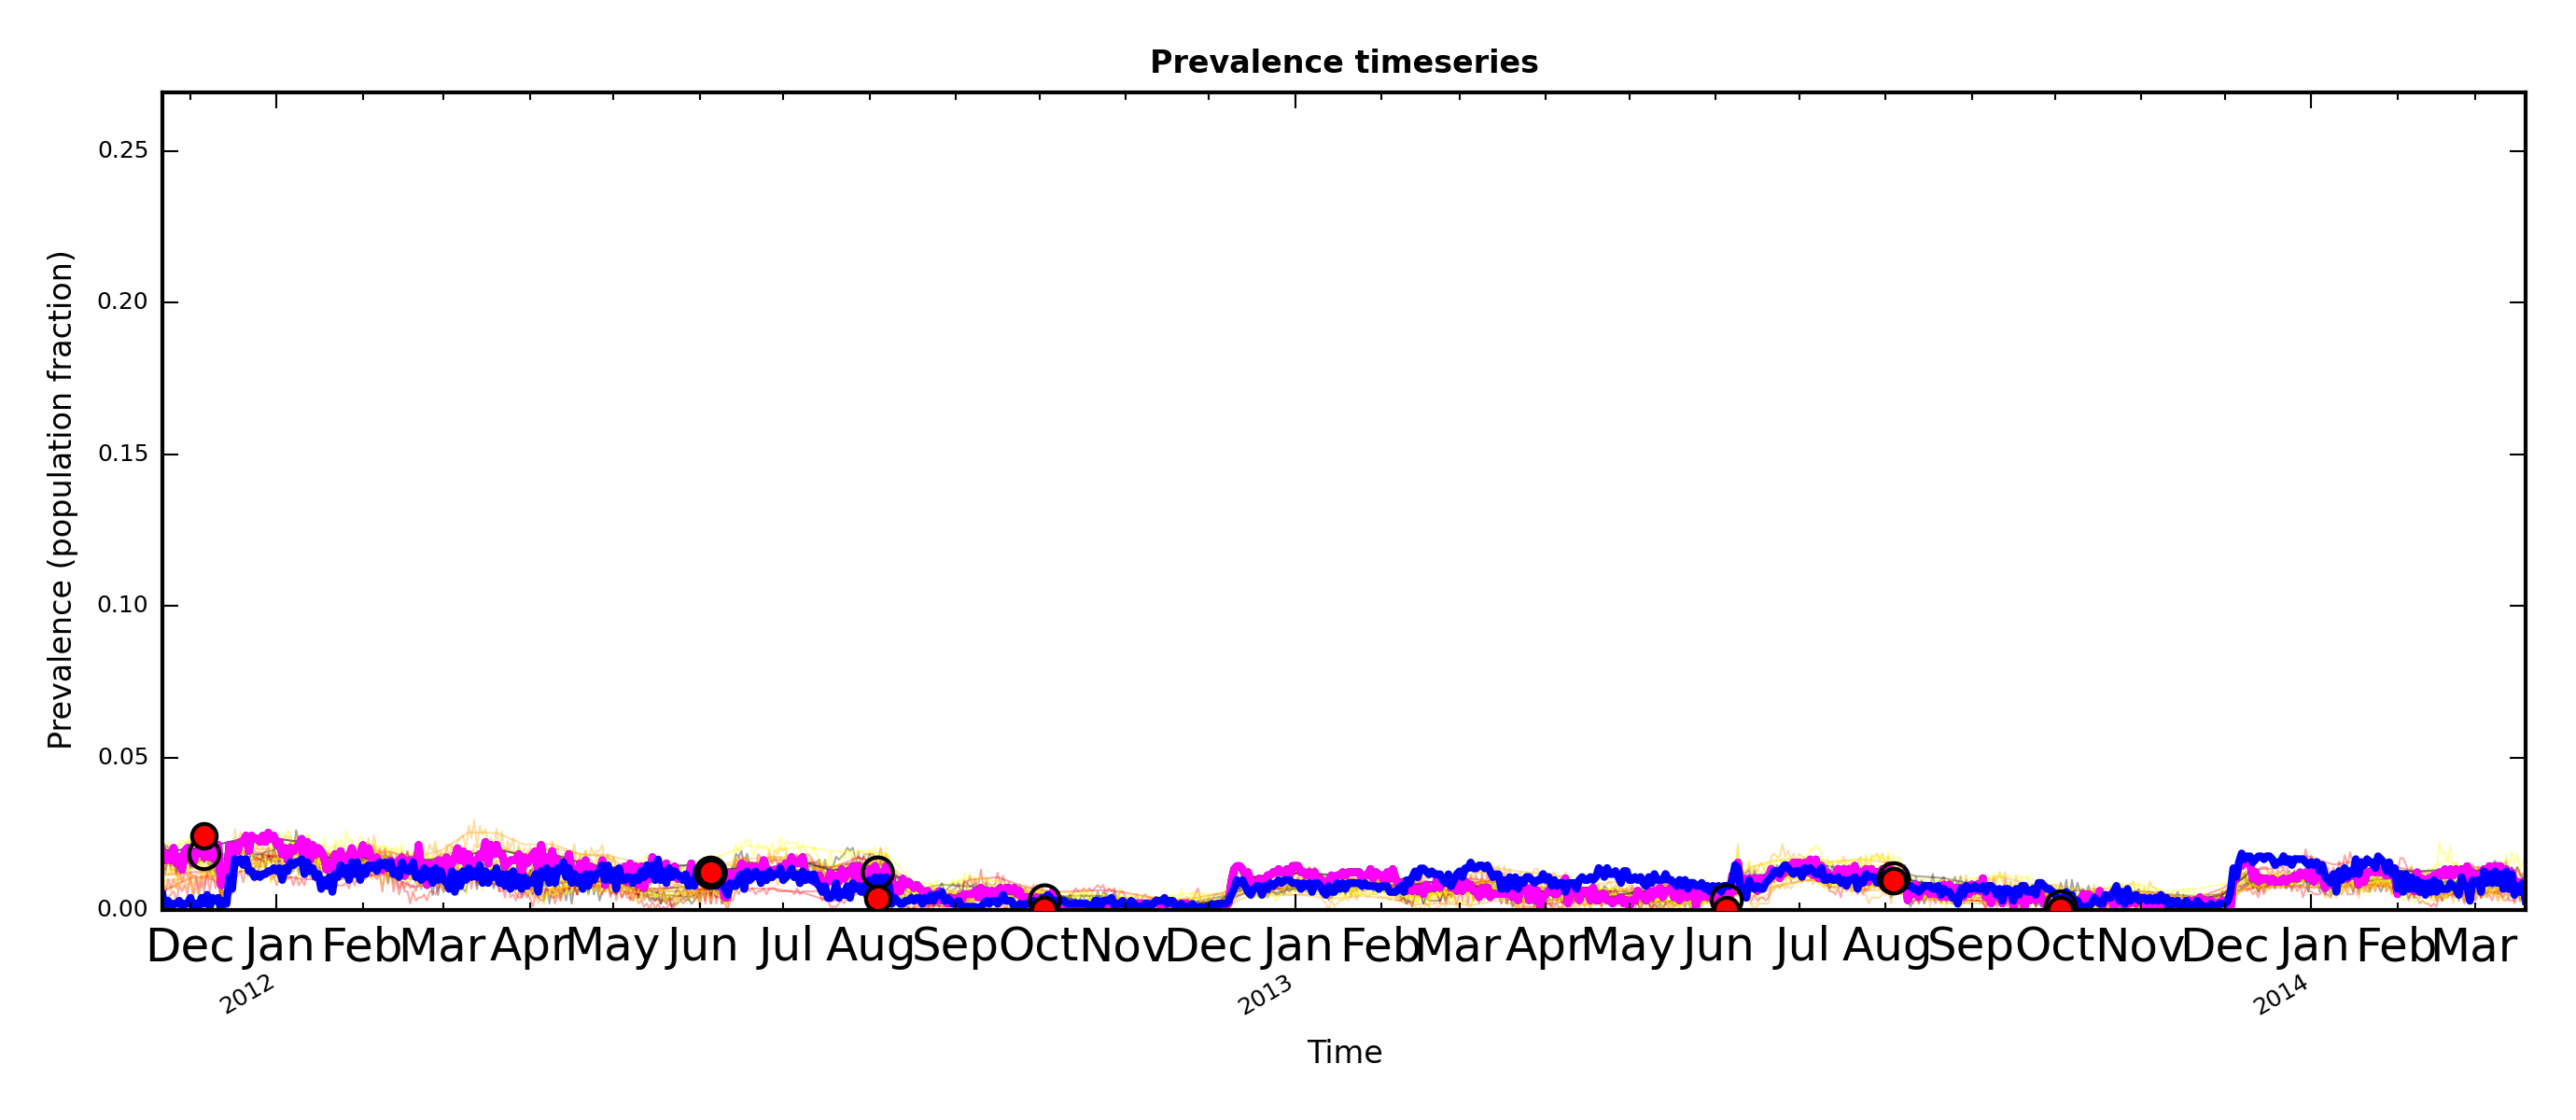 Prevalence timeseries
Prevalence (population fraction)
0.25
0.20
0.15
0.10
0.05
0.00
Dec Jan Feb Mar Apr May Jun Jul Aug Sep Oct Nov Dec Jan Feb Mar Apr May Jun Jul Aug Sep Oct Nov Dec Jan Feb Mar
2012 2013 2014
Time